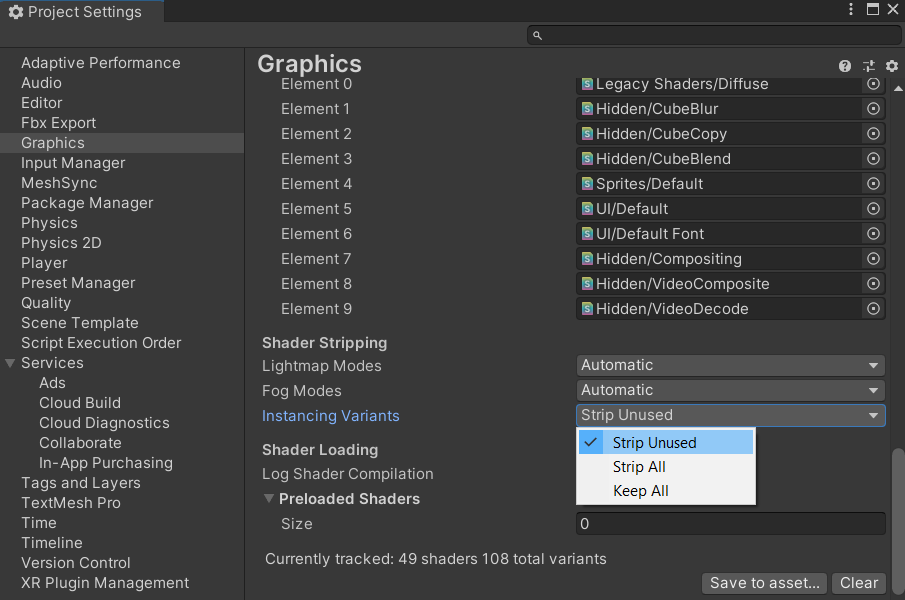 Project Settings
Adaptive Performance
Audio
Editor
Fbx Export
Graphics
Input Manager
MeshSync
Package Manager
Physics
Physics 2D
Player
Preset Manager
Quality
Scene Template
Script Execution Order
Services
Ads
Cloud Build
Cloud Diagnostics
Collaborate
In-App Purchasing
Tags and Layers
TextMesh Pro
Time
Timeline
Version Control
XR Plugin Management
Graphics
Element 0 Legacy Shaders/Diffuse
Element 1 Hidden/CubeBlur
Element 2 Hidden/CubeCopy
Element 3 Hidden/CubeBlend
Element 4 Sprites/Default
Element 5 UI/Default
Element 6 UI/Default Font
Element 7 Hidden/Compositing
Element 8 Hidden/VideoComposite
Element 9 Hidden/VideoDecode
Shader Stripping
Lightmap Modes Automatic
Fog Modes Automatic
Instancing Variants Strip Unused
Strip Unused
Strip All
Keep All
Shader Loading
Log Shader Compilation
Preloaded Shaders
Size 0
Currently tracked: 49 shaders 108 total variants
Save to asset... Clear